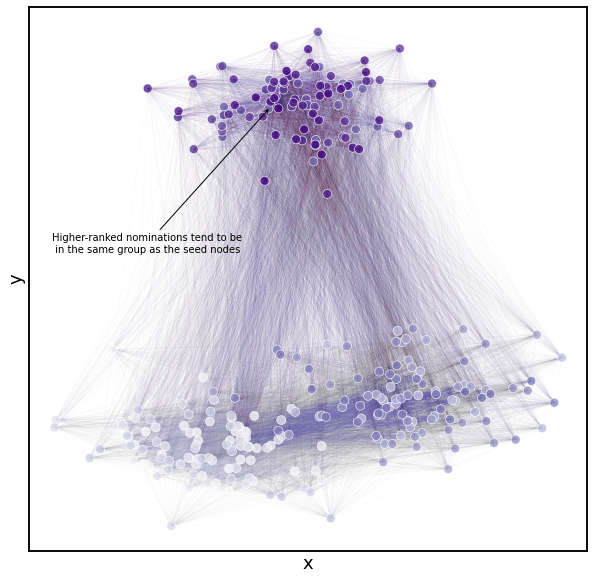 Higher-ranked nominations tend to be
in the same group as the seed nodes
y
x